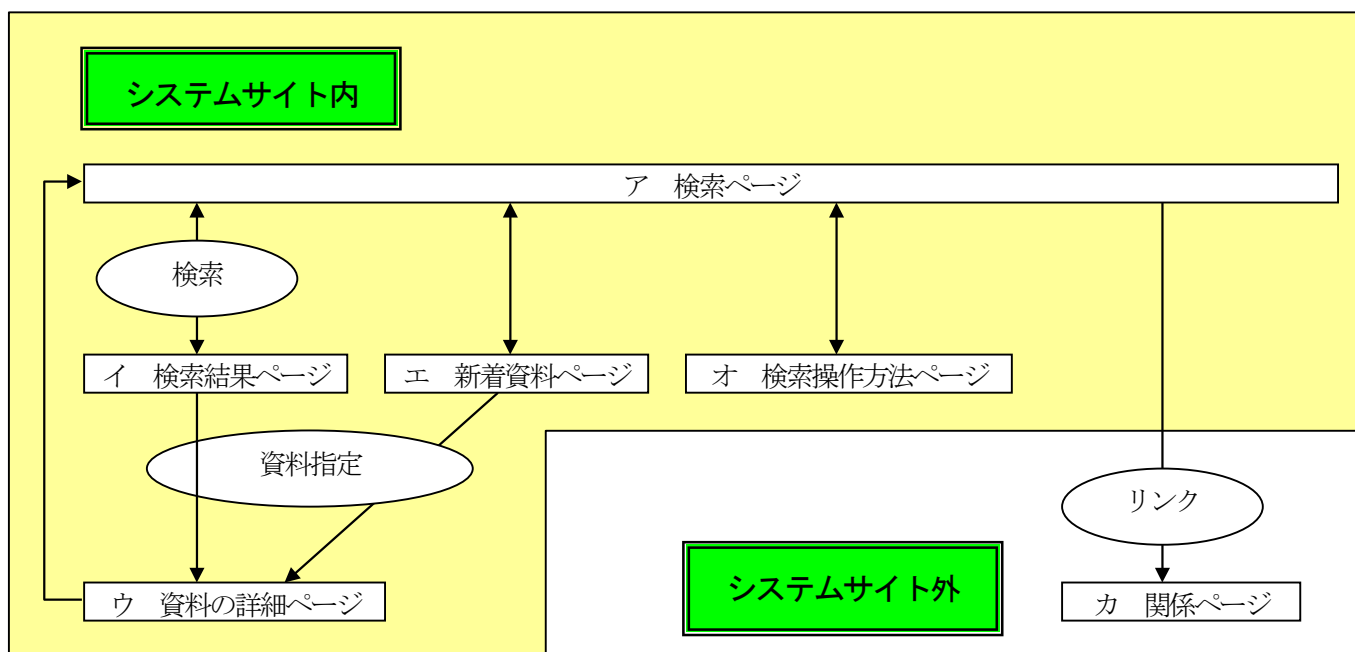 システムサイト内
ア 検索ページ
検索
イ 検索結果ページ
エ 新着資料ページ
オ 検索操作方法ページ
資料指定
リンク
システムサイト外
ウ 資料の詳細ページ
カ 関係ページ